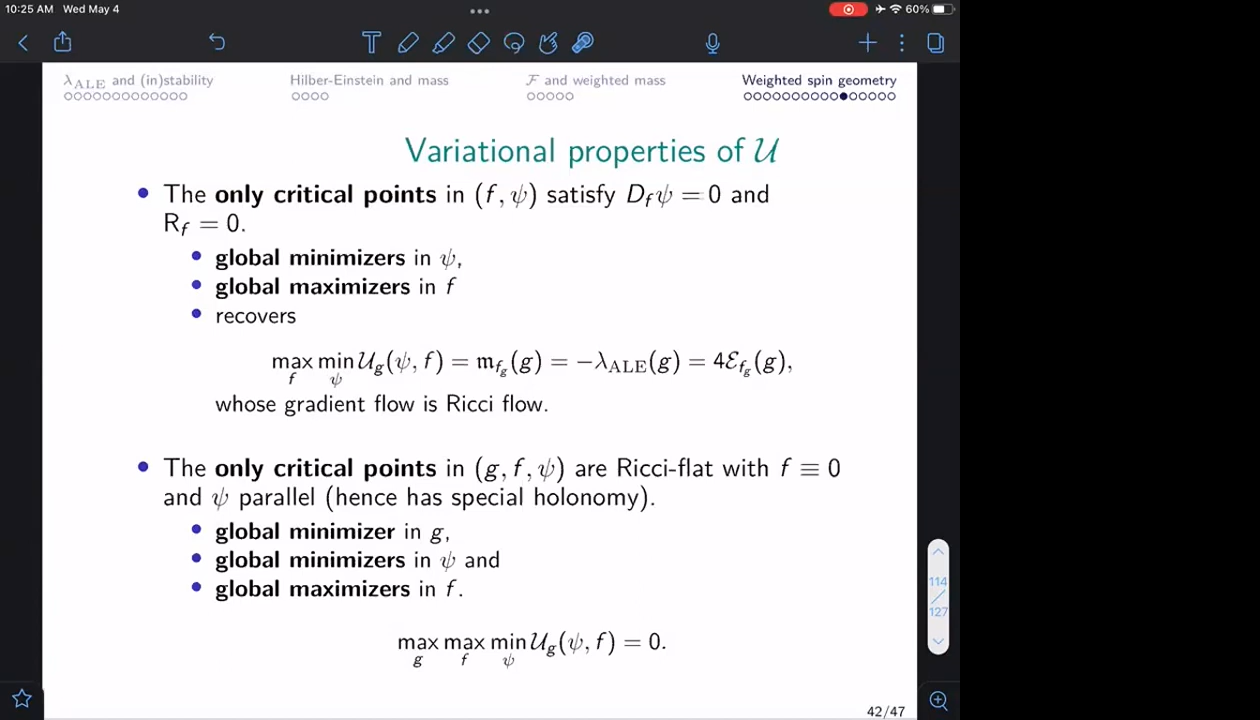 10:25 AM Wed May 4
60%
λALE and (in)stability
Hilber-Einstein and mass
ℱ and weighted mass
Weighted spin geometry
Variational properties of 𝒰
• The only critical points in (f, ψ) satisfy D_f ψ = 0 and
R_f = 0.
• global minimizers in ψ,
• global maximizers in f
• recovers
max_f min_ψ 𝒰_g(ψ, f) = 𝔪_{f_g}(g) = −λ_ALE(g) = 4ℰ_{f_g}(g),
whose gradient flow is Ricci flow.
• The only critical points in (g, f, ψ) are Ricci-flat with f ≡ 0
and ψ parallel (hence has special holonomy).
• global minimizer in g,
• global minimizers in ψ and
• global maximizers in f.
max_g max_f min_ψ 𝒰_g(ψ, f) = 0.
114
/
127
42/47